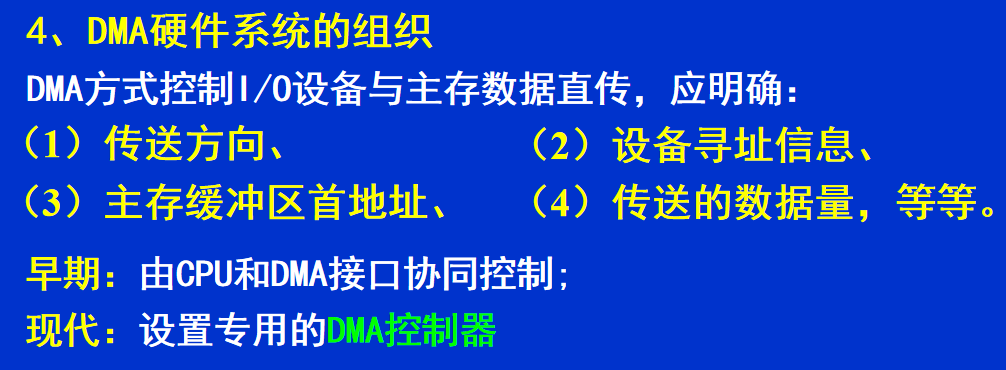 4、DMA硬件系统的组织
DMA方式控制I/O设备与主存数据直传，应明确：
（1）传送方向、 （2）设备寻址信息、
（3）主存缓冲区首地址、 （4）传送的数据量，等等。
早期：由CPU和DMA接口协同控制;
现代：设置专用的DMA控制器